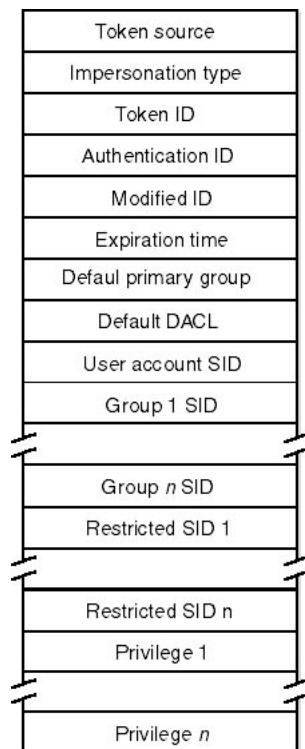 Token source
Impersonation type
Token ID
Authentication ID
Modified ID
Expiration time
Defaul primary group
Default DACL
User account SID
Group 1 SID
Group n SID
Restricted SID 1
Restricted SID n
Privilege 1
Privilege n